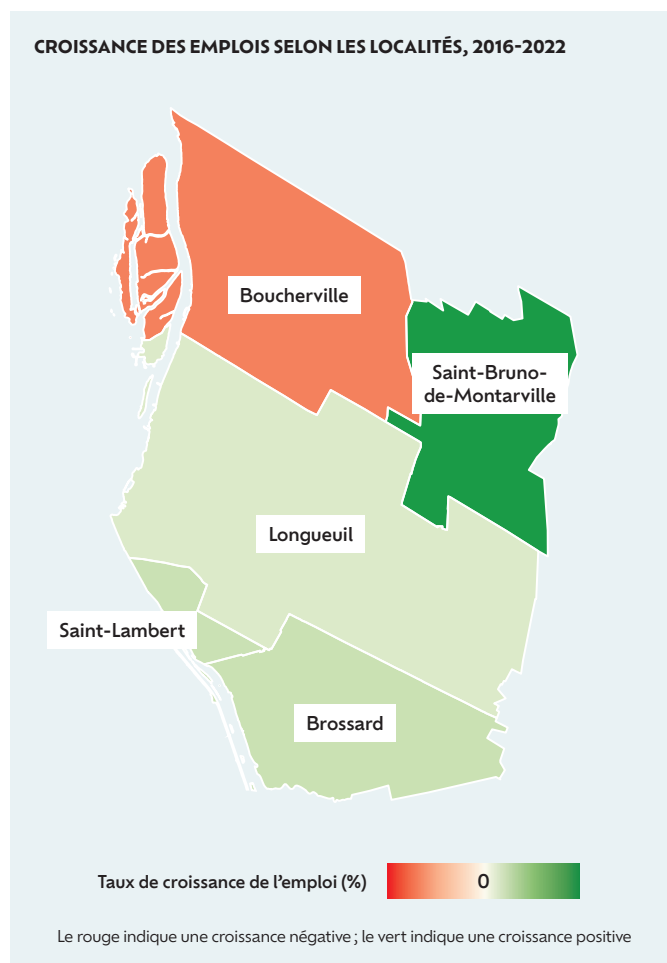 CROISSANCE DES EMPLOIS SELON LES LOCALITÉS, 2016-2022
Boucherville
Saint-Bruno-
de-Montarville
Longueuil
Saint-Lambert
Brossard
Taux de croissance de l'emploi (%)
0
Le rouge indique une croissance négative ; le vert indique une croissance positive